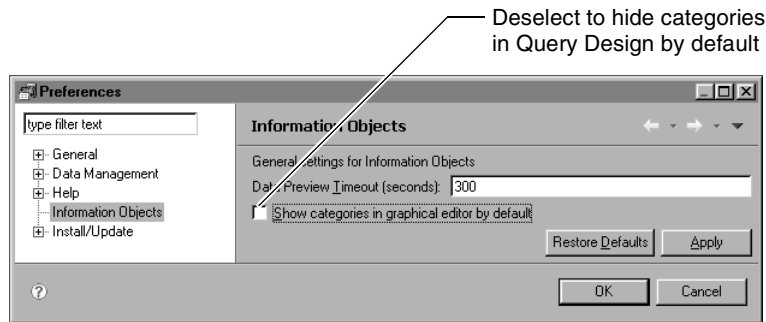 Deselect to hide categories
in Query Design by default
Preferences
type filter text
General
Data Management
Help
Information Objects
Install/Update
Information Objects
General settings for Information Objects
Data Preview Timeout (seconds): 300
Show categories in graphical editor by default
Restore Defaults Apply
? OK Cancel